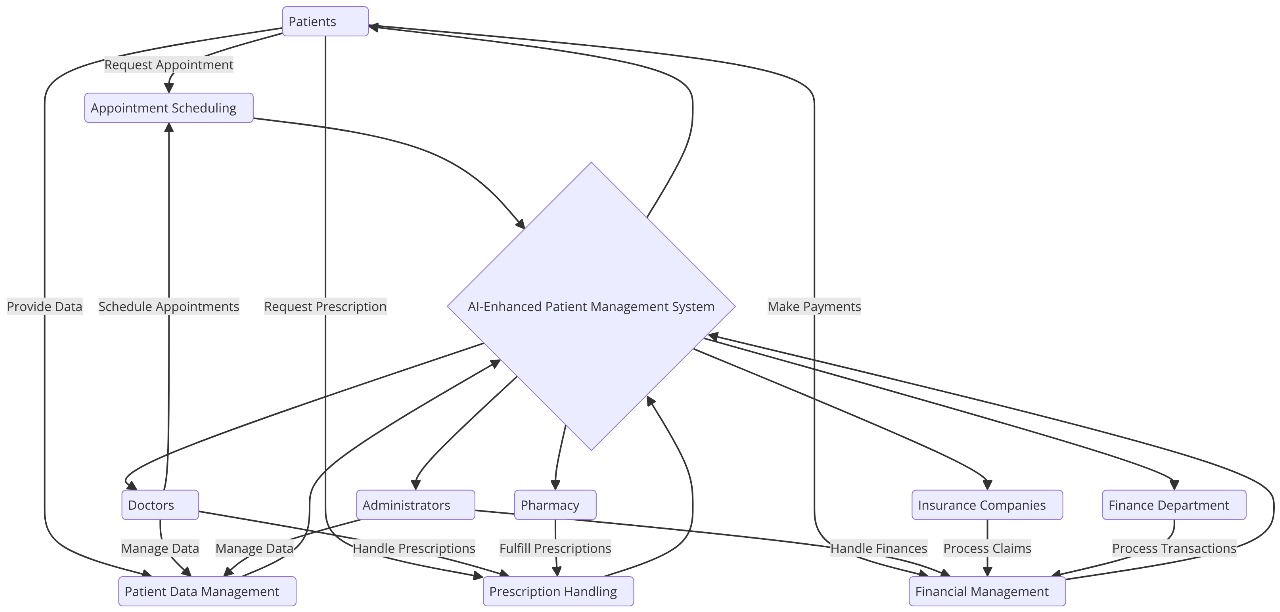 Patients
Request Appointment
Appointment Scheduling
Provide Data
Schedule Appointments
Request Prescription
AI-Enhanced Patient Management System
Make Payments
Doctors
Administrators
Pharmacy
Insurance Companies
Finance Department
Manage Data
Manage Data
Handle Prescriptions
Fulfill Prescriptions
Handle Finances
Process Claims
Process Transactions
Patient Data Management
Prescription Handling
Financial Management